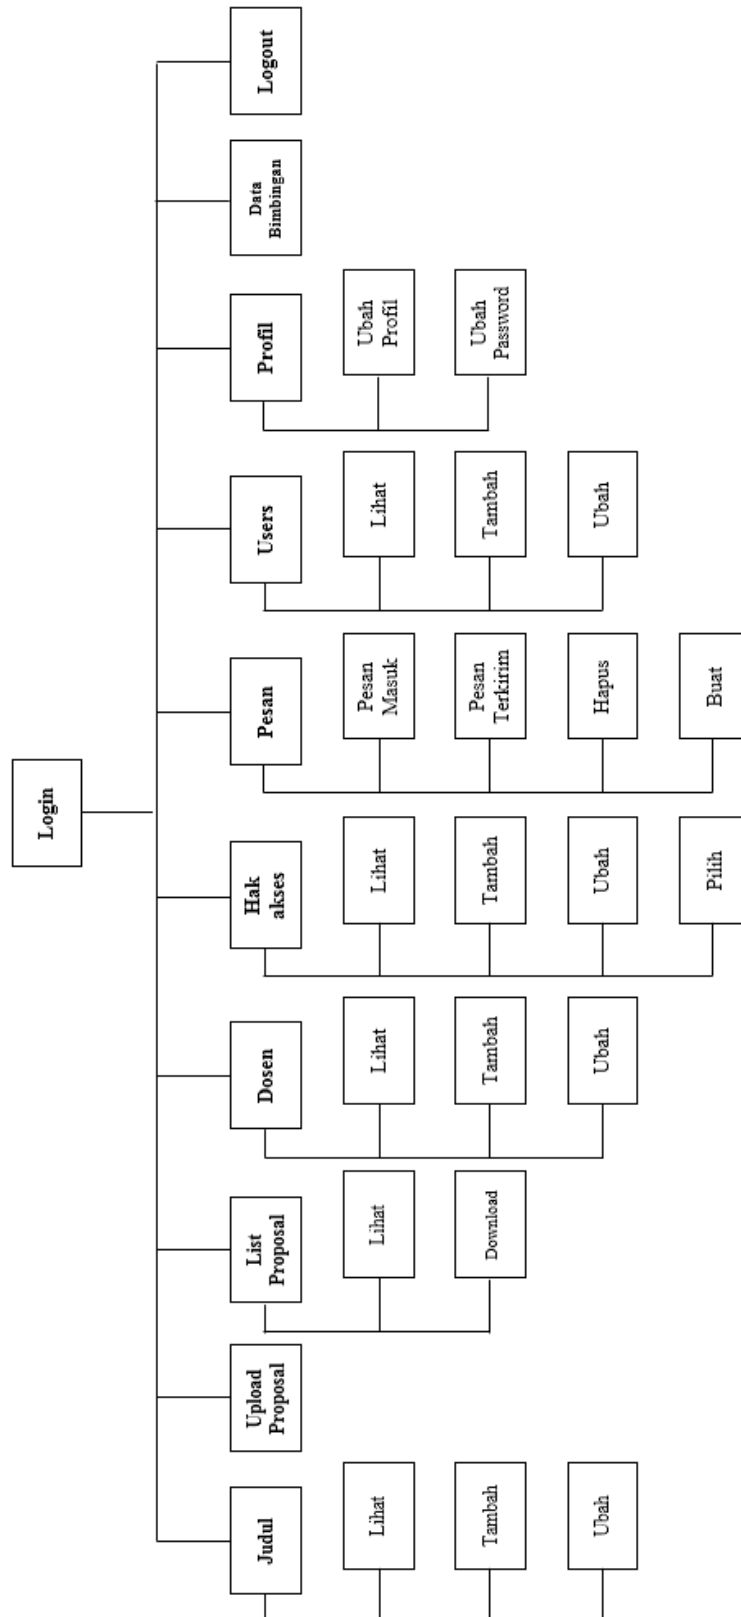 Login
Judul
Upload
Proposal
List
Proposal
Dosen
Hak
akses
Pesan
Users
Profil
Data
Bimbingan
Logout
Lihat
Lihat
Lihat
Lihat
Pesan
Masuk
Lihat
Ubah
Profil
Tambah
Download
Tambah
Tambah
Pesan
Terkirim
Tambah
Ubah
Password
Ubah
Ubah
Ubah
Hapus
Ubah
Pilih
Buat